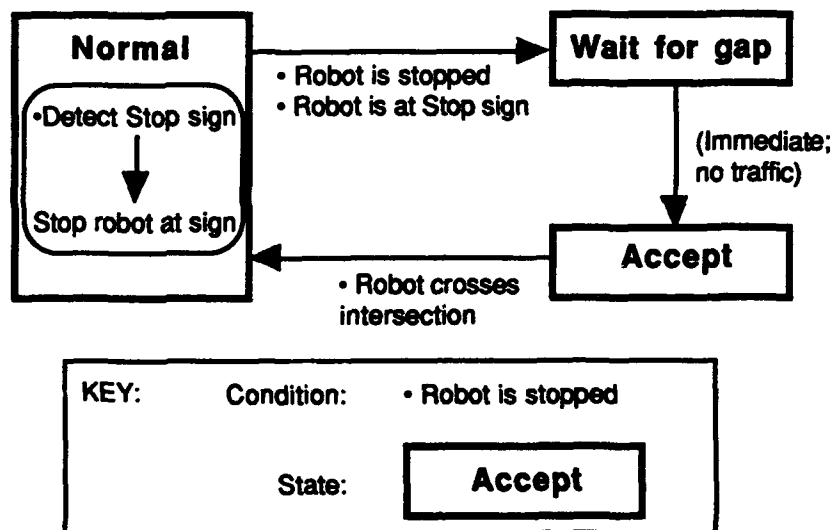 Normal
•Detect Stop sign
Stop robot at sign
• Robot is stopped
• Robot is at Stop sign
Wait for gap
(Immediate;
no traffic)
Accept
• Robot crosses
intersection
KEY:
Condition:
• Robot is stopped
State:
Accept